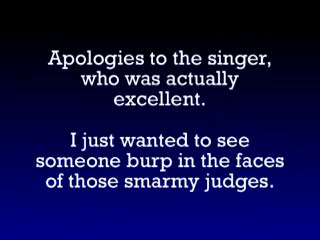 Apologies to the singer,
who was actually
excellent.
I just wanted to see
someone burp in the faces
of those smarmy judges.